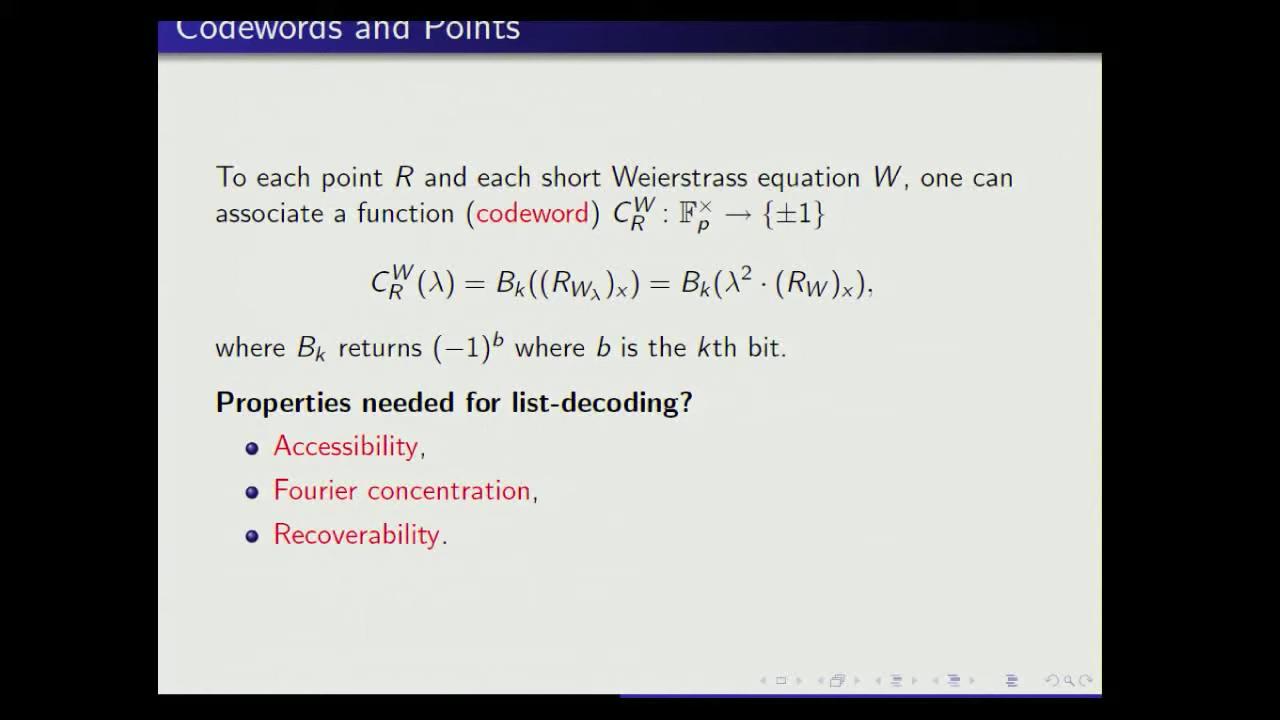 Codewords and Points
To each point R and each short Weierstrass equation W, one can
associate a function (codeword) C_R^W : 𝔽_p^× → {±1}
C_R^W(λ) = B_k((R_{W_λ})_x) = B_k(λ² · (R_W)_x),
where B_k returns (−1)^b where b is the kth bit.
Properties needed for list-decoding?
Accessibility,
Fourier concentration,
Recoverability.